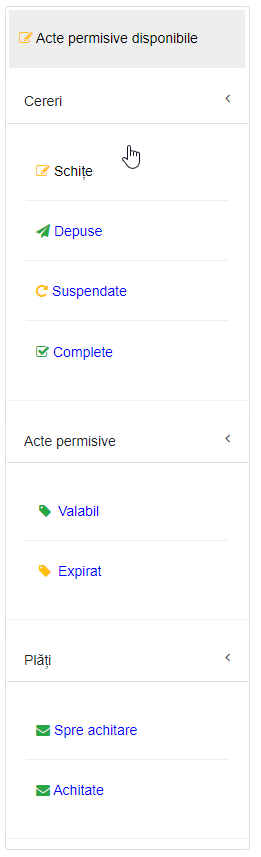 Acte permisive disponibile
Cereri
Schițe
Depuse
Suspendate
Complete
Acte permisive
Valabil
Expirat
Plăți
Spre achitare
Achitate